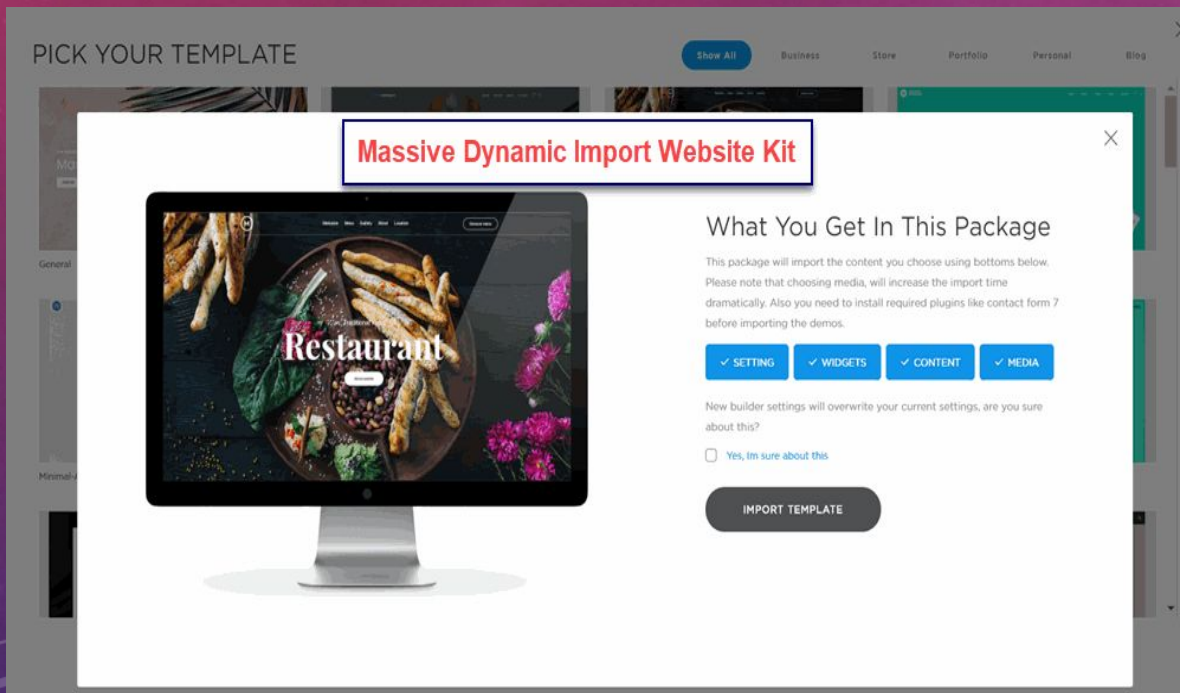 PICK YOUR TEMPLATE
Show All Business Store Portfolio Personal Blog
Massive Dynamic Import Website Kit
General
Minimal-A
Restaurant
What You Get In This Package
This package will import the content you choose using bottoms below.
Please note that choosing media, will increase the import time
dramatically. Also you need to install required plugins like contact form 7
before importing the demos.
✓ SETTING ✓ WIDGETS ✓ CONTENT ✓ MEDIA
New builder settings will overwrite your current settings, are you sure
about this?
Yes, Im sure about this
IMPORT TEMPLATE